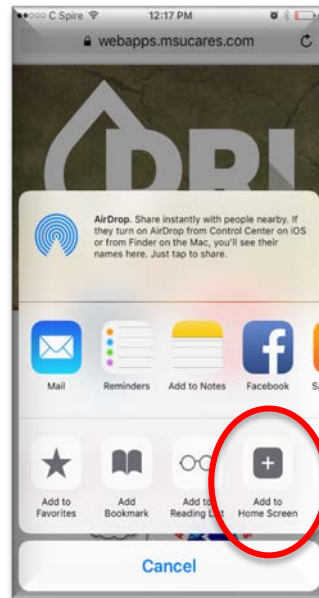 C Spire 12:17 PM
webapps.msucares.com
DRI
AirDrop. Share instantly with people nearby. If
they turn on AirDrop from Control Center on iOS
or from Finder on the Mac, you'll see their
names here. Just tap to share.
Mail Reminders Add to Notes Facebook
Add to Favorites
Add Bookmark
Add to Reading List
Add to Home Screen
Cancel